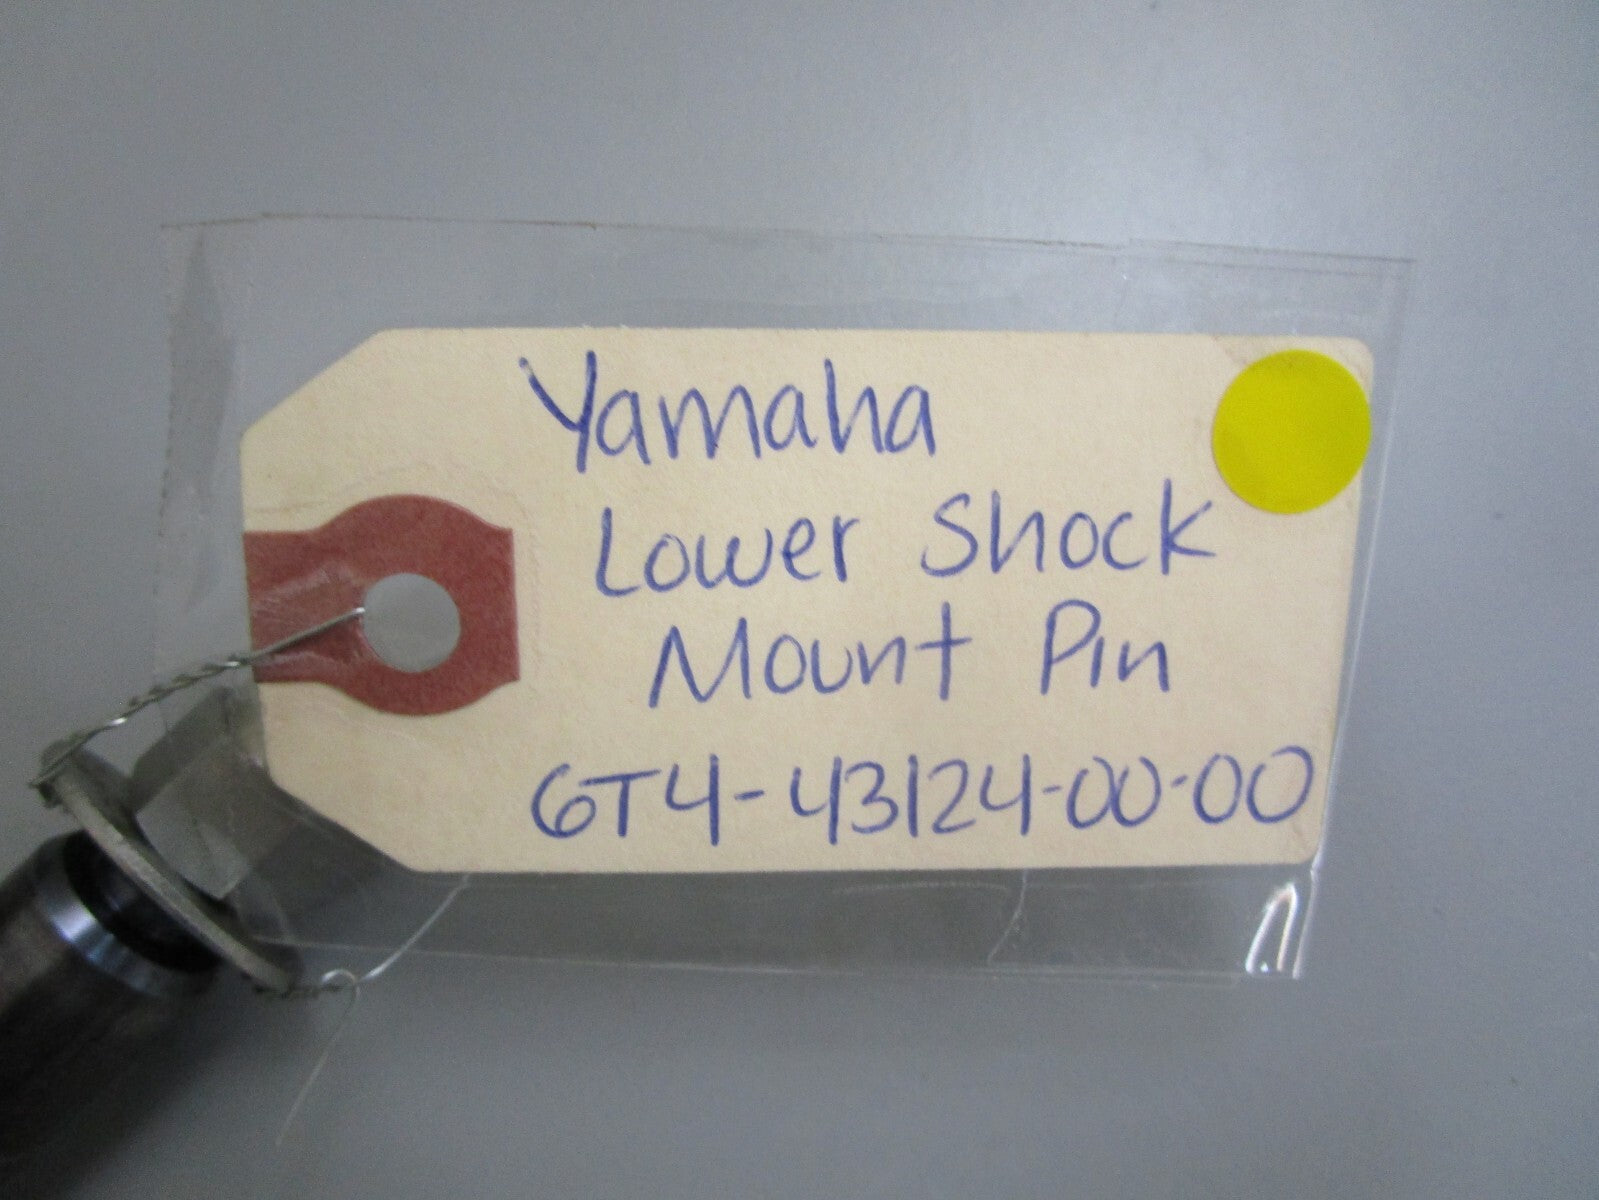 Yamaha
Lower Shock
Mount Pin
6T4-43124-00-00